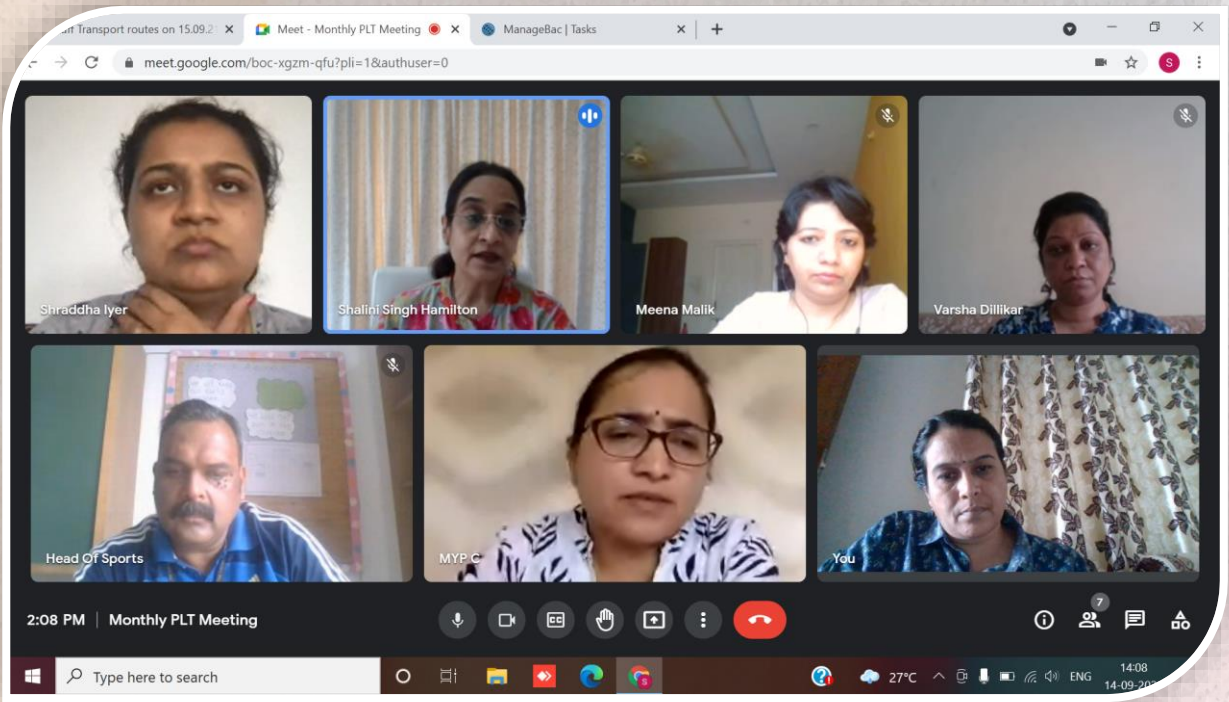 Transport routes on 15.09.2
Meet - Monthly PLT Meeting
ManageBac | Tasks
meet.google.com/boc-xgzm-qfu?pli=1&authuser=0
S
Shraddha Iyer
Shalini Singh Hamilton
Meena Malik
Varsha Dillikar
Head Of Sports
MYP C
You
2:08 PM | Monthly PLT Meeting
CC
7
Type here to search
27°C
ENG
14:08
14-09-20